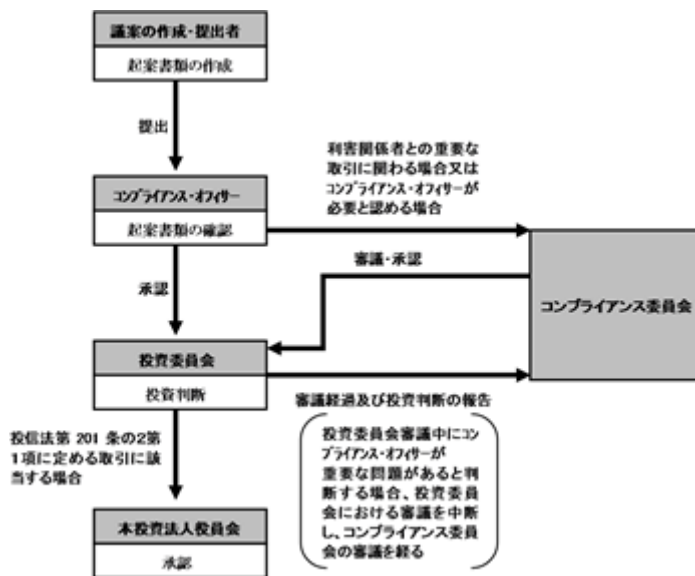 議案の作成・提出者
起案書類の作成
提出
利害関係者との重要な
取引に関わる場合又は
コンプライアンス・オフィサーが
必要と認める場合
コンプライアンス・オフィサー
起案書類の確認
審議・承認
承認
コンプライアンス委員会
投資委員会
投資判断
審議経過及び投資判断の報告
投信法第 201 条の2第
1項に定める取引に該
当する場合
投資委員会審議中にコン
プライアンス・オフィサーが
重要な問題があると判
断する場合、投資委員
会における審議を中断
し、コンプライアンス委員
会の審議を経る
本投資法人役員会
承認